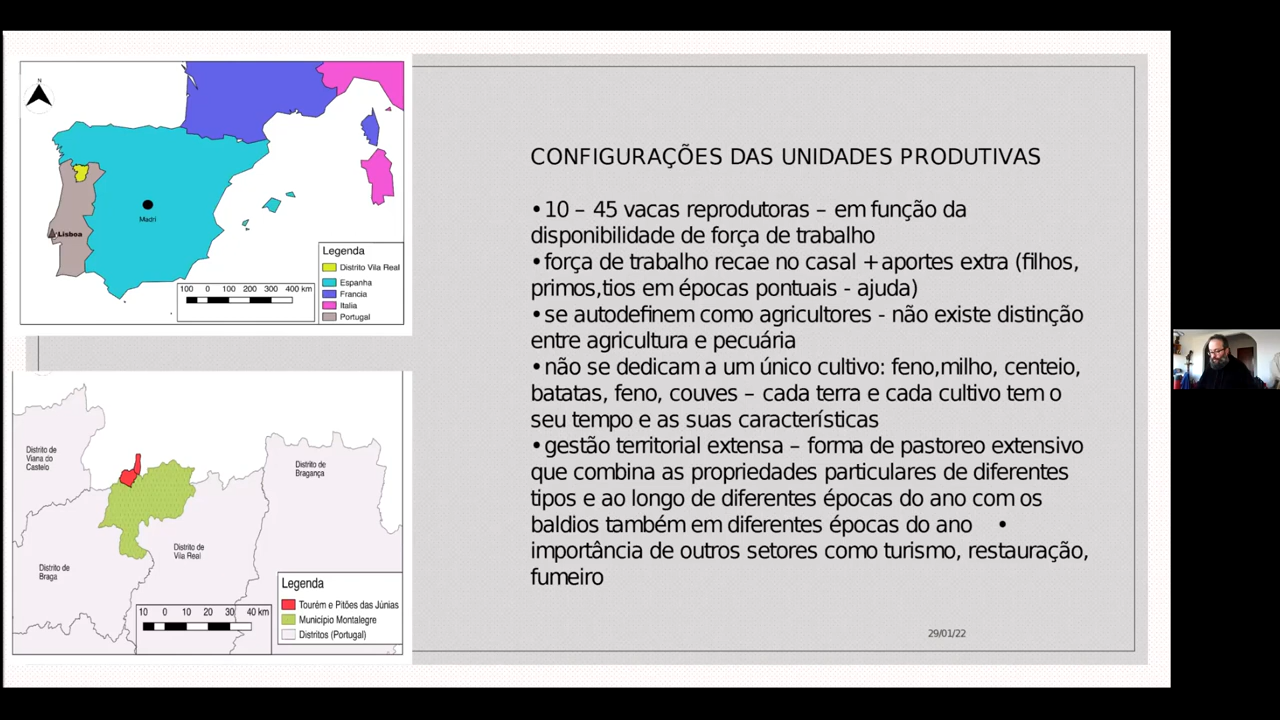 N
Madri
Lisboa
Legenda
Distrito Vila Real
Espanha
Francia
Italia
Portugal
100 0 100 200 300 400 km
CONFIGURAÇÕES DAS UNIDADES PRODUTIVAS
•10 – 45 vacas reprodutoras – em função da
disponibilidade de força de trabalho
•força de trabalho recae no casal +aportes extra (filhos,
primos,tios em épocas pontuais - ajuda)
•se autodefinem como agricultores - não existe distinção
entre agricultura e pecuária
•não se dedicam a um único cultivo: feno,milho, centeio,
batatas, feno, couves – cada terra e cada cultivo tem o
seu tempo e as suas características
•gestão territorial extensa – forma de pastoreo extensivo
que combina as propriedades particulares de diferentes
tipos e ao longo de diferentes épocas do ano com os
baldios também em diferentes épocas do ano •
importância de outros setores como turismo, restauração,
fumeiro
29/01/22
Distrito de
Viana do
Castelo
Distrito de
Bragança
Distrito de
Vila Real
Distrito de
Braga
Legenda
Tourém e Pitões das Júnias
Município Montalegre
Distritos (Portugal)
10 0 10 20 30 40 km